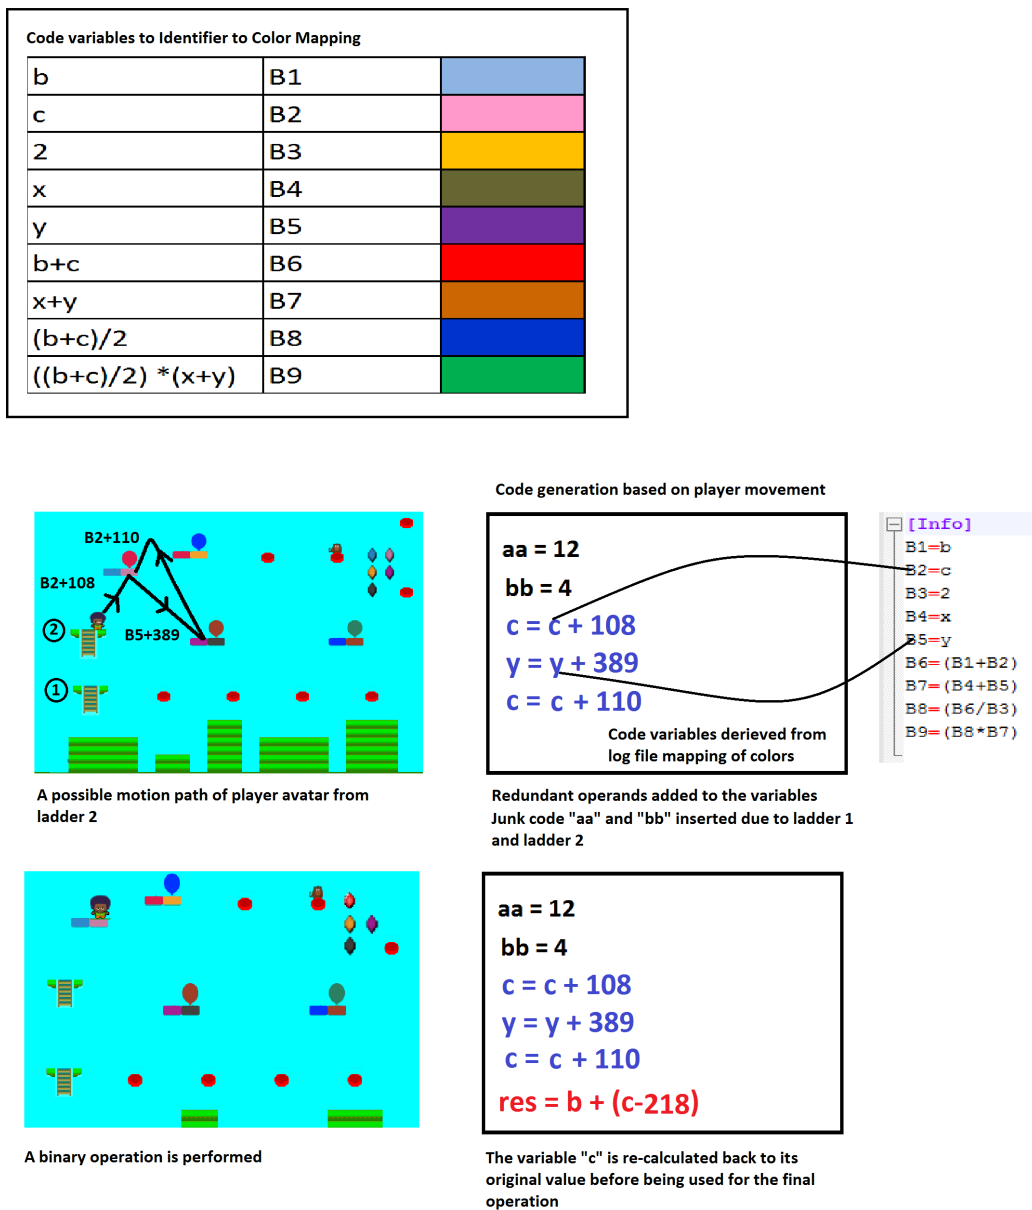 Code variables to Identifier to Color Mapping
b B1
c B2
2 B3
x B4
y B5
b+c B6
x+y B7
(b+c)/2 B8
((b+c)/2) *(x+y) B9
Code generation based on player movement
B2+110
B2+108
B5+389
2
1
aa = 12
bb = 4
c = c + 108
y = y + 389
c = c + 110
Code variables derieved from
log file mapping of colors
[Info]
B1=b
B2=c
B3=2
B4=x
B5=y
B6=(B1+B2)
B7=(B4+B5)
B8=(B6/B3)
B9=(B8*B7)
A possible motion path of player avatar from
ladder 2
Redundant operands added to the variables
Junk code "aa" and "bb" inserted due to ladder 1
and ladder 2
aa = 12
bb = 4
c = c + 108
y = y + 389
c = c + 110
res = b + (c-218)
A binary operation is performed
The variable "c" is re-calculated back to its
original value before being used for the final
operation